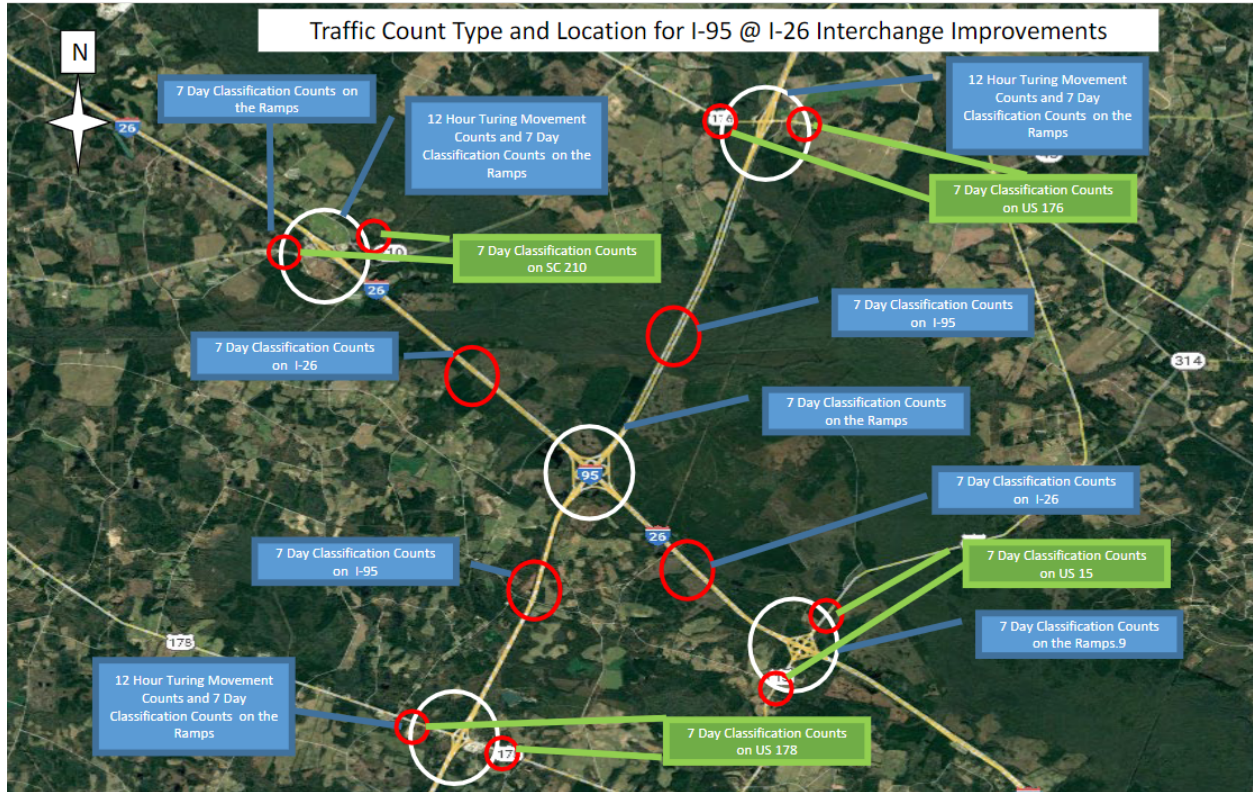 Traffic Count Type and Location for I-95 @ I-26 Interchange Improvements
N
26
7 Day Classification Counts on
the Ramps
12 Hour Turing Movement
Counts and 7 Day
Classification Counts on the
Ramps
176
12 Hour Turing Movement
Counts and 7 Day
Classification Counts on the
Ramps
7 Day Classification Counts
on US 176
7 Day Classification Counts
on SC 210
26
7 Day Classification Counts
on I-95
7 Day Classification Counts
on I-26
314
7 Day Classification Counts
on the Ramps
95
7 Day Classification Counts
on I-26
26
7 Day Classification Counts
on I-95
7 Day Classification Counts
on US 15
7 Day Classification Counts
on the Ramps.9
178
12 Hour Turing Movement
Counts and 7 Day
Classification Counts on the
Ramps
15
7 Day Classification Counts
on US 178
26